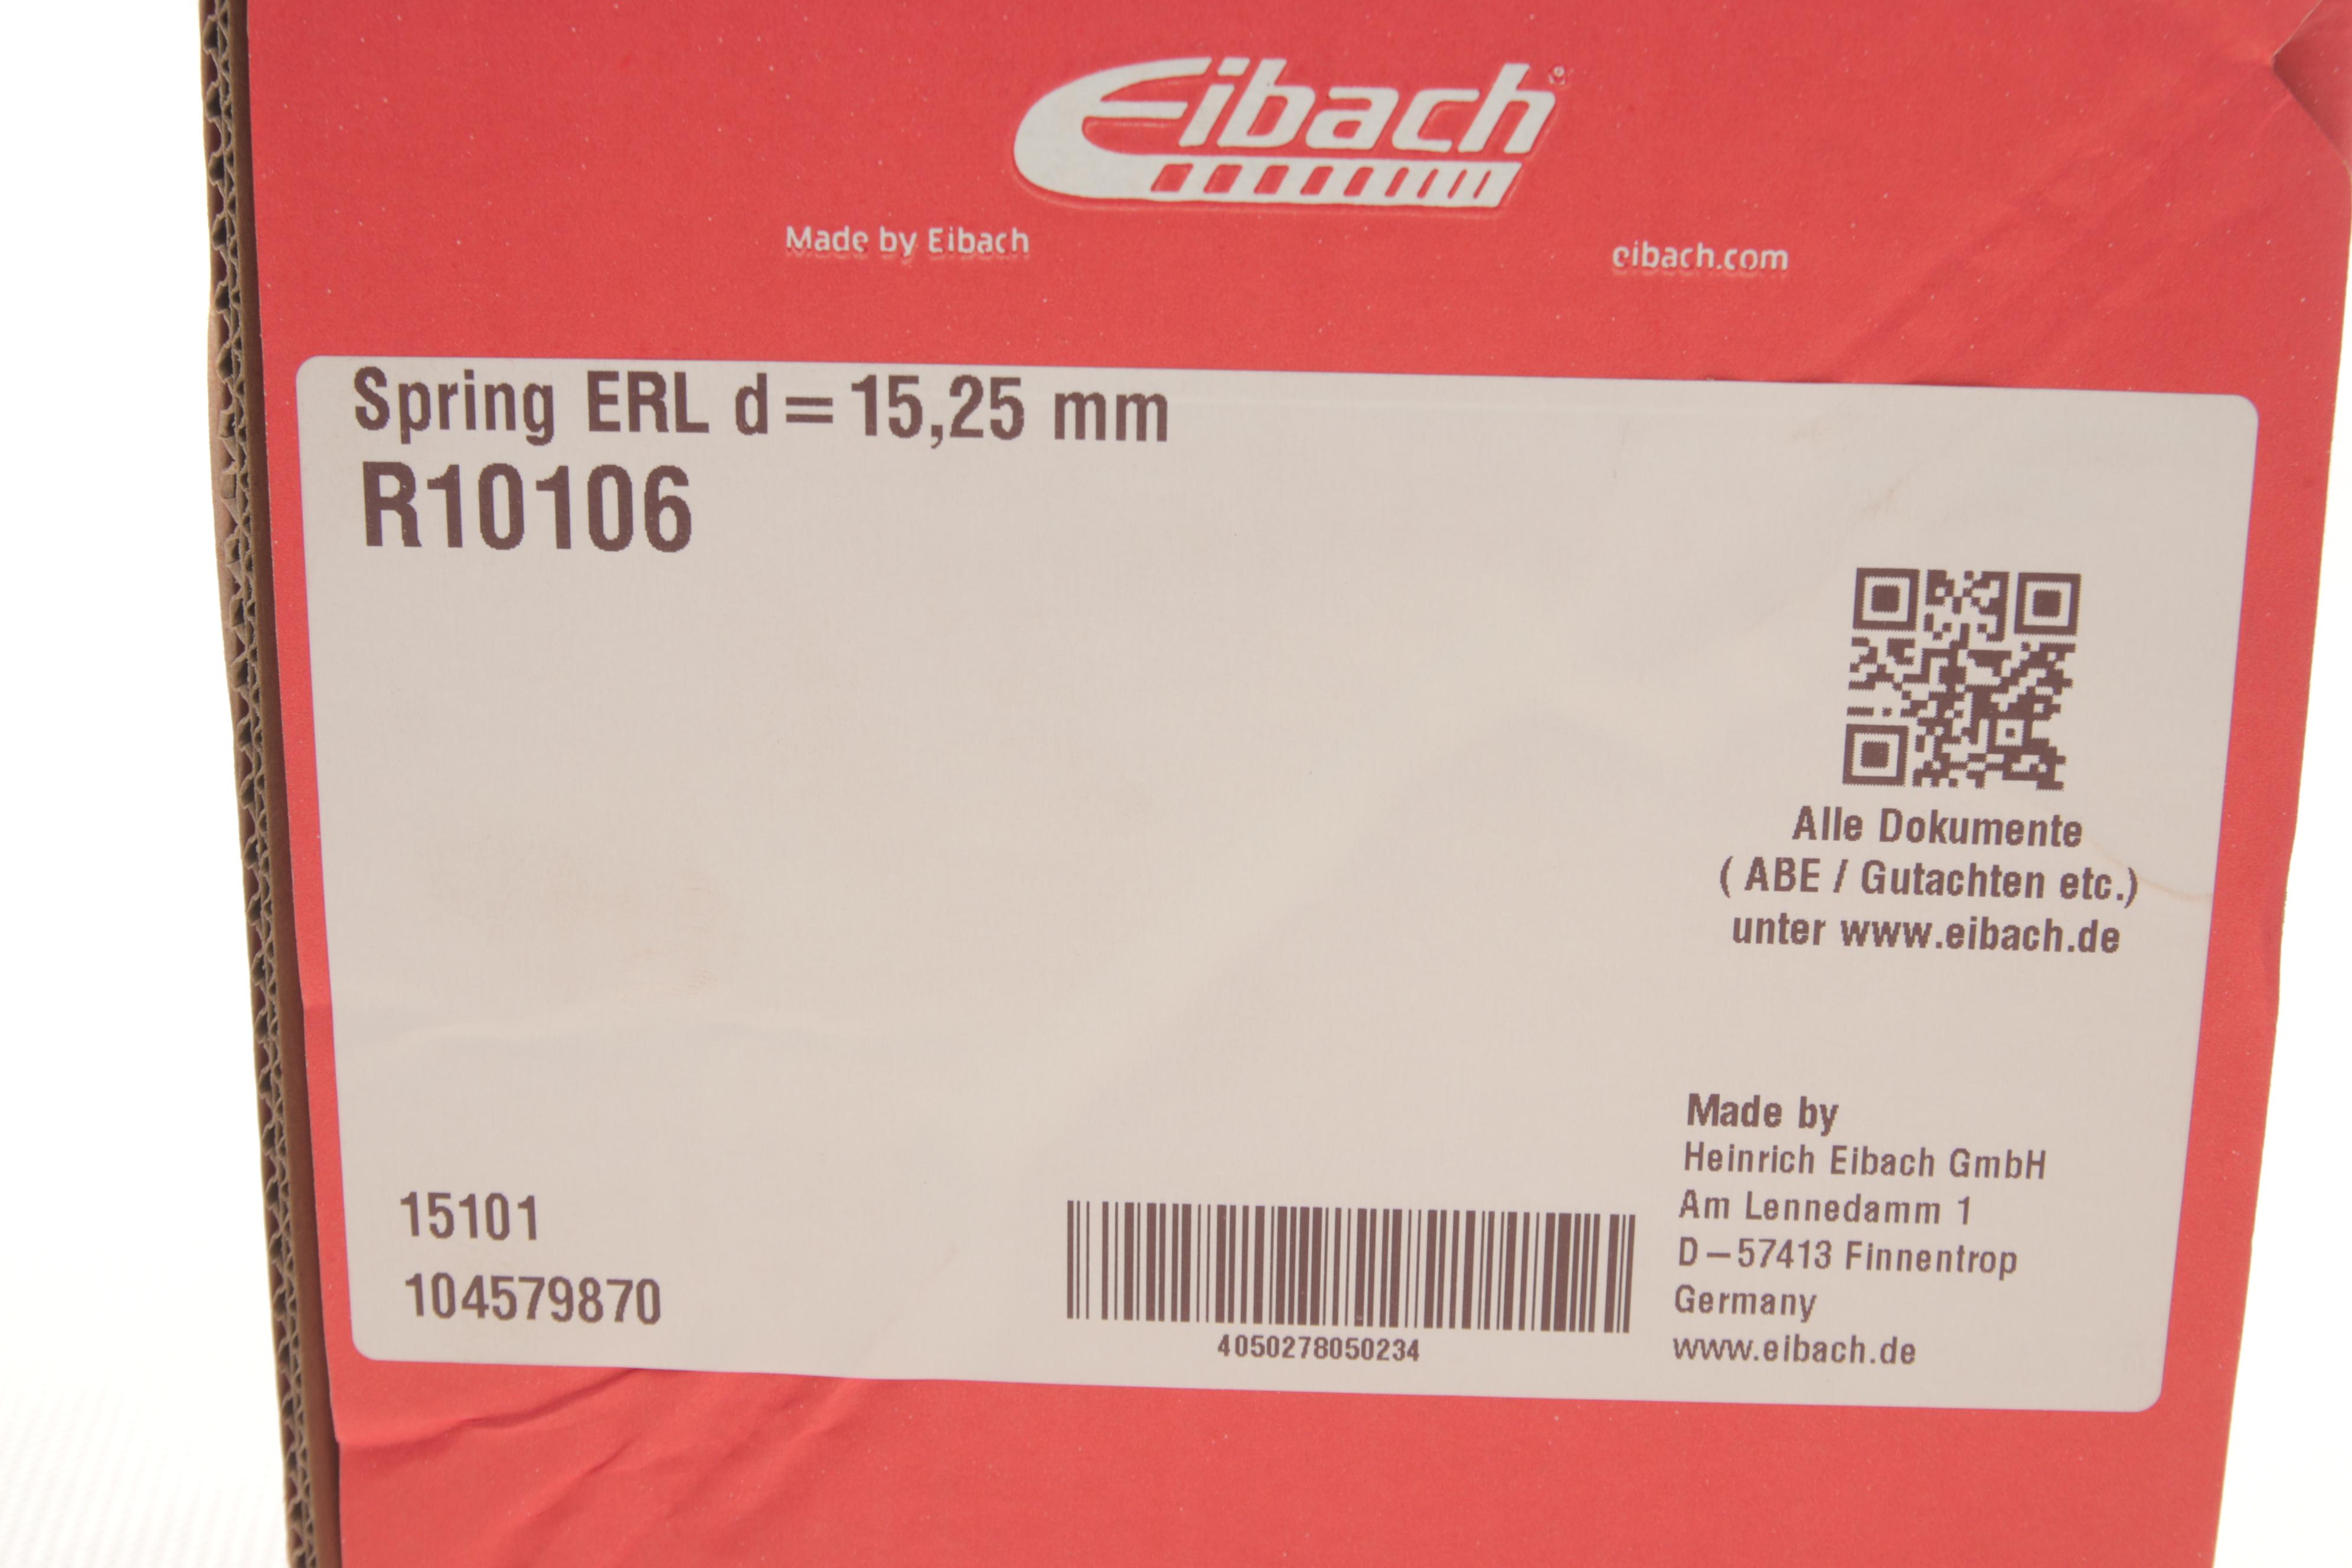 Eibach®
Made by Eibach
eibach.com
Spring ERL d=15,25 mm
R10106
Alle Dokumente
( ABE / Gutachten etc.)
unter www.eibach.de
Made by
Heinrich Eibach GmbH
Am Lennedamm 1
D–57413 Finnentrop
Germany
www.eibach.de
15101
104579870
4050278050234